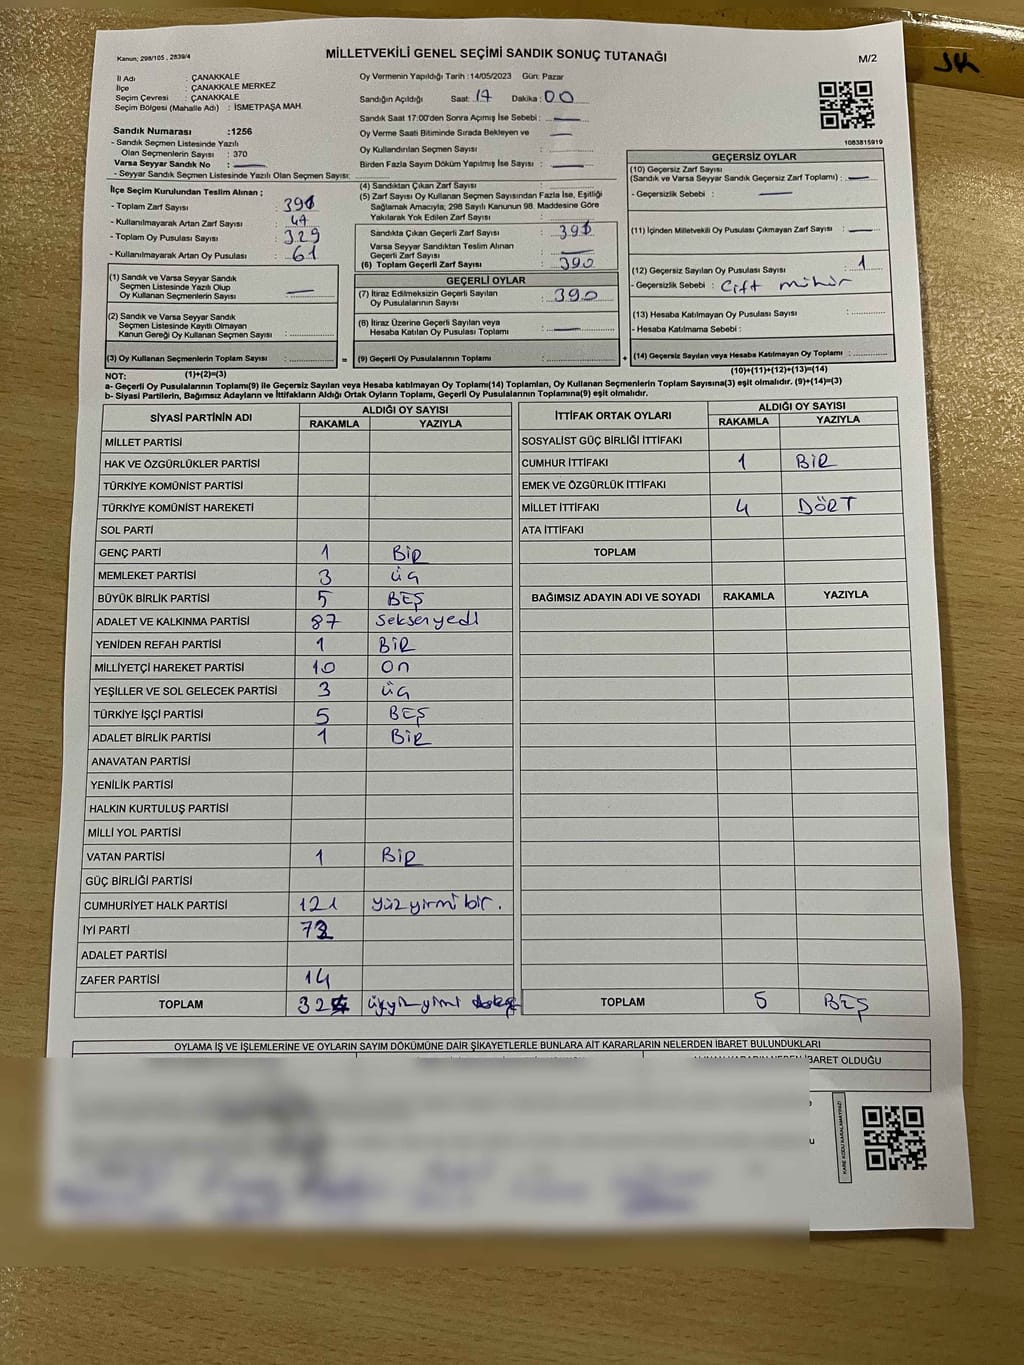 Kanun; 298/105 , 2839/4
MİLLETVEKİLİ GENEL SEÇİMİ SANDIK SONUÇ TUTANAĞI
M/2
İl Adı : ÇANAKKALE
İlçe : ÇANAKKALE MERKEZ
Seçim Çevresi : ÇANAKKALE
Seçim Bölgesi (Mahalle Adı) : İSMETPAŞA MAH.
Sandık Numarası :1256
- Sandık Seçmen Listesinde Yazılı
Olan Seçmenlerin Sayısı : 370
Varsa Seyyar Sandık No :
- Seyyar Sandık Seçmen Listesinde Yazılı Olan Seçmen Sayısı:
İlçe Seçim Kurulundan Teslim Alınan ;
- Toplam Zarf Sayısı :
- Kullanılmayarak Artan Zarf Sayısı : 47
- Toplam Oy Pusulası Sayısı : 329
- Kullanılmayarak Artan Oy Pusulası : 61
Oy Vermenin Yapıldığı Tarih :14/05/2023 Gün: Pazar
Sandığın Açıldığı Saat: 17 Dakika: 00
Sandık Saat 17:00'den Sonra Açımış İse Sebebi :
Oy Verme Saati Bitiminde Sırada Bekleyen ve
Oy Kullandırılan Seçmen Sayısı :
Birden Fazla Sayım Döküm Yapılmış İse Sayısı :
(4) Sandıktan Çıkan Zarf Sayısı :
(5) Zarf Sayısı Oy Kullanan Seçmen Sayısından Fazla İse, Eşitliği
Sağlamak Amacıyla; 298 Sayılı Kanunun 98. Maddesine Göre
Yakılarak Yok Edilen Zarf Sayısı :
Sandıkta Çıkan Geçerli Zarf Sayısı :
Varsa Seyyar Sandıktan Teslim Alınan
Geçerli Zarf Sayısı :
(6) Toplam Geçerli Zarf Sayısı : 390
1083815919
GEÇERSİZ OYLAR
(10) Geçersiz Zarf Sayısı
(Sandık ve Varsa Seyyar Sandık Geçersiz Zarf Toplamı) :
- Geçersizlik Sebebi :
(11) İçinden Milletvekili Oy Pusulası Çıkmayan Zarf Sayısı :
(12) Geçersiz Sayılan Oy Pusulası Sayısı : 1
- Geçersizlik Sebebi : Çift mühür
(13) Hesaba Katılmayan Oy Pusulası Sayısı :
- Hesaba Katılmama Sebebi :
(14) Geçersiz Sayılan veya Hesaba Katılmayan Oy Toplamı :
(10)+(11)+(12)+(13)=(14)
(1) Sandık ve Varsa Seyyar Sandık
Seçmen Listesinde Yazılı Olup
Oy Kullanan Seçmenlerin Sayısı :
(2) Sandık ve Varsa Seyyar Sandık
Seçmen Listesinde Kayıtlı Olmayan
Kanun Gereği Oy Kullanan Seçmen Sayısı :
(3) Oy Kullanan Seçmenlerin Toplam Sayısı : =
GEÇERLİ OYLAR
(7) İtiraz Edilmeksizin Geçerli Sayılan
Oy Pusulalarının Sayısı : 390
(8) İtiraz Üzerine Geçerli Sayılan veya
Hesaba Katılan Oy Pusulası Toplamı :
(9) Geçerli Oy Pusulalarının Toplamı : +
NOT: (1)+(2)=(3)
a- Geçerli Oy Pusulalarının Toplamı(9) ile Geçersiz Sayılan veya Hesaba katılmayan Oy Toplamı(14) Toplamları, Oy Kullanan Seçmenlerin Toplam Sayısına(3) eşit olmalıdır. (9)+(14)=(3)
b- Siyasi Partilerin, Bağımsız Adayların ve İttifakların Aldığı Ortak Oyların Toplamı, Geçerli Oy Pusulalarının Toplamına(9) eşit olmalıdır.
SİYASİ PARTİNİN ADI ALDIĞI OY SAYISI
RAKAMLA YAZIYLA
MİLLET PARTİSİ
HAK VE ÖZGÜRLÜKLER PARTİSİ
TÜRKİYE KOMÜNİST PARTİSİ
TÜRKİYE KOMÜNİST HAREKETİ
SOL PARTİ
GENÇ PARTİ 1 BİR
MEMLEKET PARTİSİ 3 üç
BÜYÜK BİRLİK PARTİSİ 5 BEŞ
ADALET VE KALKINMA PARTİSİ 87 Seksenyedi
YENİDEN REFAH PARTİSİ 1 BİR
MİLLİYETÇİ HAREKET PARTİSİ 10 on
YEŞİLLER VE SOL GELECEK PARTİSİ 3 üç
TÜRKİYE İŞÇİ PARTİSİ 5 BEŞ
ADALET BİRLİK PARTİSİ 1 BİR
ANAVATAN PARTİSİ
YENİLİK PARTİSİ
HALKIN KURTULUŞ PARTİSİ
MİLLİ YOL PARTİSİ
VATAN PARTİSİ 1 BİR
GÜÇ BİRLİĞİ PARTİSİ
CUMHURİYET HALK PARTİSİ 121 yüzyirmibir.
İYİ PARTİ
ADALET PARTİSİ
ZAFER PARTİSİ 14
TOPLAM
İTTİFAK ORTAK OYLARI ALDIĞI OY SAYISI
RAKAMLA YAZIYLA
SOSYALİST GÜÇ BİRLİĞİ İTTİFAKI
CUMHUR İTTİFAKI 1 BİR
EMEK VE ÖZGÜRLÜK İTTİFAKI
MİLLET İTTİFAKI 4 DÖRT
ATA İTTİFAKI
TOPLAM
BAĞIMSIZ ADAYIN ADI VE SOYADI RAKAMLA YAZIYLA
TOPLAM 5 BEŞ
OYLAMA İŞ VE İŞLEMLERİNE VE OYLARIN SAYIM DÖKÜMÜNE DAİR ŞİKAYETLERLE BUNLARA AİT KARARLARIN NELERDEN İBARET BULUNDUKLARI
İBARET OLDUĞU
KARE KODU KARALAMAYINIZ!